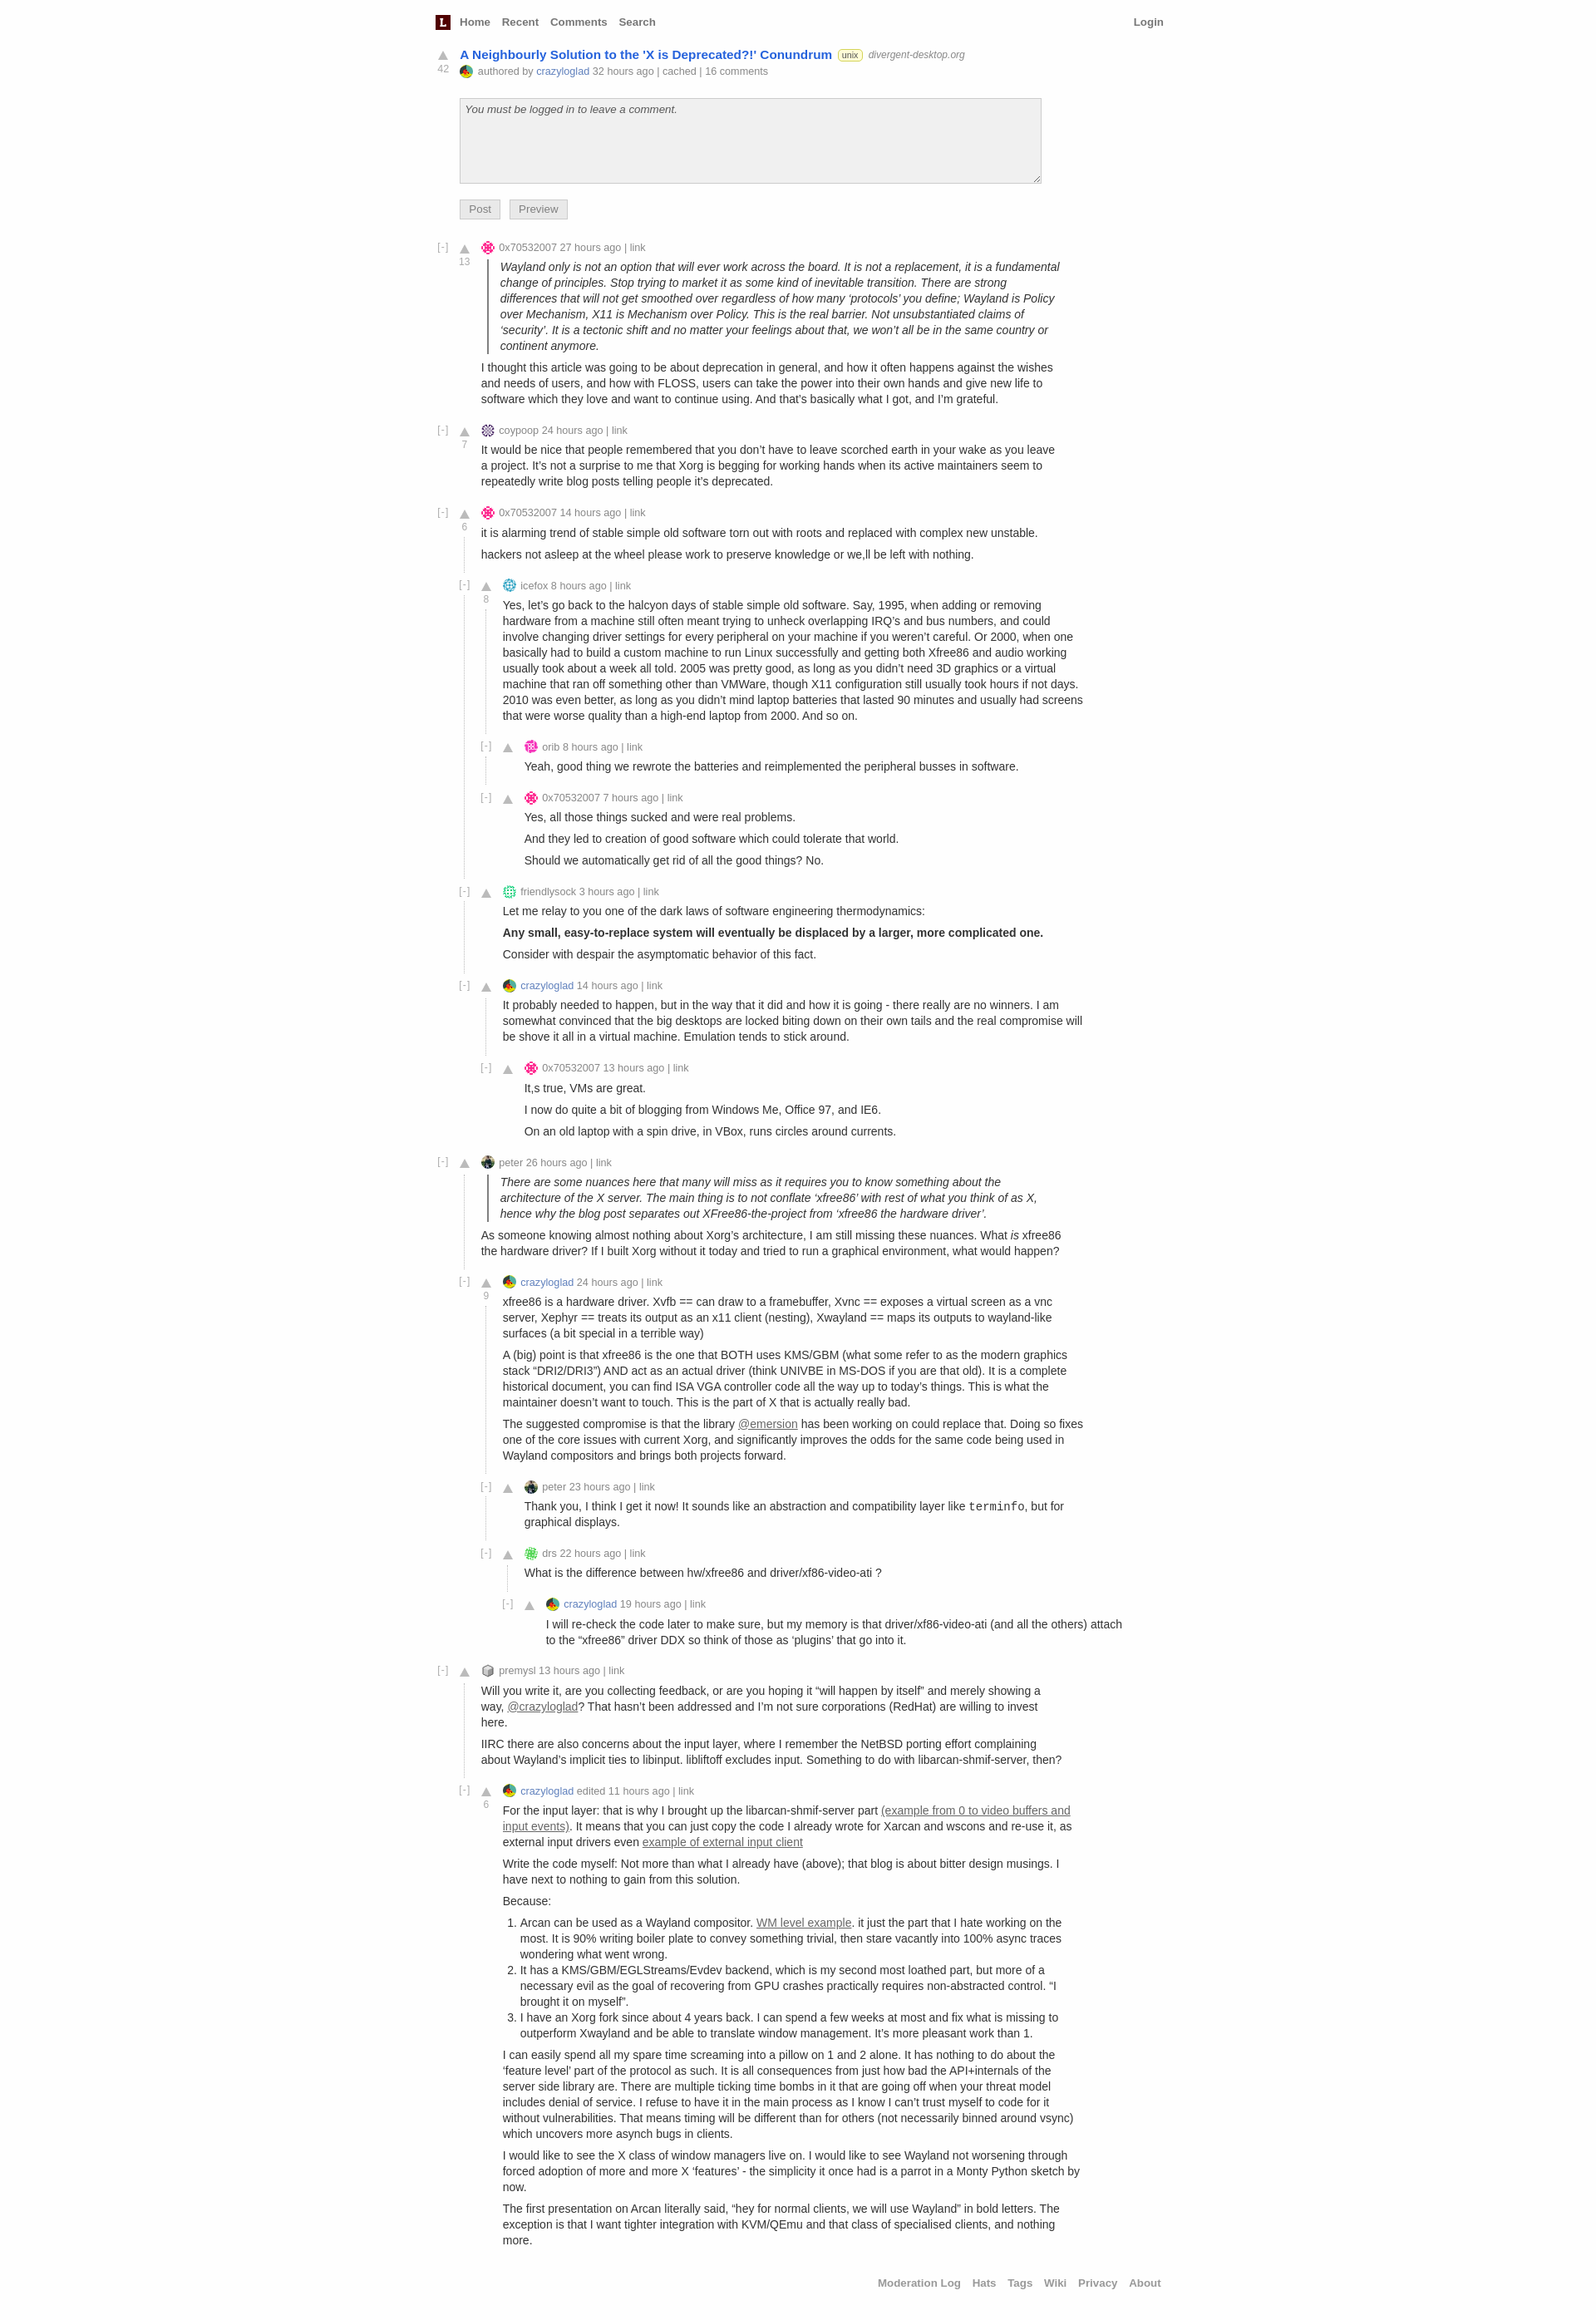 L Home Recent Comments Search Login
A Neighbourly Solution to the 'X is Deprecated?!' Conundrum unix divergent-desktop.org
42 authored by crazyloglad 32 hours ago | cached | 16 comments
You must be logged in to leave a comment.
Post Preview
[-] 0x70532007 27 hours ago | link
13
Wayland only is not an option that will ever work across the board. It is not a replacement, it is a fundamental
change of principles. Stop trying to market it as some kind of inevitable transition. There are strong
differences that will not get smoothed over regardless of how many ‘protocols’ you define; Wayland is Policy
over Mechanism, X11 is Mechanism over Policy. This is the real barrier. Not unsubstantiated claims of
‘security’. It is a tectonic shift and no matter your feelings about that, we won’t all be in the same country or
continent anymore.
I thought this article was going to be about deprecation in general, and how it often happens against the wishes
and needs of users, and how with FLOSS, users can take the power into their own hands and give new life to
software which they love and want to continue using. And that’s basically what I got, and I’m grateful.
[-] coypoop 24 hours ago | link
7
It would be nice that people remembered that you don’t have to leave scorched earth in your wake as you leave
a project. It’s not a surprise to me that Xorg is begging for working hands when its active maintainers seem to
repeatedly write blog posts telling people it’s deprecated.
[-] 0x70532007 14 hours ago | link
6
it is alarming trend of stable simple old software torn out with roots and replaced with complex new unstable.
hackers not asleep at the wheel please work to preserve knowledge or we,ll be left with nothing.
[-] icefox 8 hours ago | link
8
Yes, let’s go back to the halcyon days of stable simple old software. Say, 1995, when adding or removing
hardware from a machine still often meant trying to unheck overlapping IRQ’s and bus numbers, and could
involve changing driver settings for every peripheral on your machine if you weren’t careful. Or 2000, when one
basically had to build a custom machine to run Linux successfully and getting both Xfree86 and audio working
usually took about a week all told. 2005 was pretty good, as long as you didn’t need 3D graphics or a virtual
machine that ran off something other than VMWare, though X11 configuration still usually took hours if not days.
2010 was even better, as long as you didn’t mind laptop batteries that lasted 90 minutes and usually had screens
that were worse quality than a high-end laptop from 2000. And so on.
[-] orib 8 hours ago | link
Yeah, good thing we rewrote the batteries and reimplemented the peripheral busses in software.
[-] 0x70532007 7 hours ago | link
Yes, all those things sucked and were real problems.
And they led to creation of good software which could tolerate that world.
Should we automatically get rid of all the good things? No.
[-] friendlysock 3 hours ago | link
Let me relay to you one of the dark laws of software engineering thermodynamics:
Any small, easy-to-replace system will eventually be displaced by a larger, more complicated one.
Consider with despair the asymptomatic behavior of this fact.
[-] crazyloglad 14 hours ago | link
It probably needed to happen, but in the way that it did and how it is going - there really are no winners. I am
somewhat convinced that the big desktops are locked biting down on their own tails and the real compromise will
be shove it all in a virtual machine. Emulation tends to stick around.
[-] 0x70532007 13 hours ago | link
It,s true, VMs are great.
I now do quite a bit of blogging from Windows Me, Office 97, and IE6.
On an old laptop with a spin drive, in VBox, runs circles around currents.
[-] peter 26 hours ago | link
There are some nuances here that many will miss as it requires you to know something about the
architecture of the X server. The main thing is to not conflate ‘xfree86’ with rest of what you think of as X,
hence why the blog post separates out XFree86-the-project from ‘xfree86 the hardware driver’.
As someone knowing almost nothing about Xorg’s architecture, I am still missing these nuances. What is xfree86
the hardware driver? If I built Xorg without it today and tried to run a graphical environment, what would happen?
[-] crazyloglad 24 hours ago | link
9
xfree86 is a hardware driver. Xvfb == can draw to a framebuffer, Xvnc == exposes a virtual screen as a vnc
server, Xephyr == treats its output as an x11 client (nesting), Xwayland == maps its outputs to wayland-like
surfaces (a bit special in a terrible way)
A (big) point is that xfree86 is the one that BOTH uses KMS/GBM (what some refer to as the modern graphics
stack “DRI2/DRI3”) AND act as an actual driver (think UNIVBE in MS-DOS if you are that old). It is a complete
historical document, you can find ISA VGA controller code all the way up to today’s things. This is what the
maintainer doesn’t want to touch. This is the part of X that is actually really bad.
The suggested compromise is that the library @emersion has been working on could replace that. Doing so fixes
one of the core issues with current Xorg, and significantly improves the odds for the same code being used in
Wayland compositors and brings both projects forward.
[-] peter 23 hours ago | link
Thank you, I think I get it now! It sounds like an abstraction and compatibility layer like terminfo, but for
graphical displays.
[-] drs 22 hours ago | link
What is the difference between hw/xfree86 and driver/xf86-video-ati ?
[-] crazyloglad 19 hours ago | link
I will re-check the code later to make sure, but my memory is that driver/xf86-video-ati (and all the others) attach
to the “xfree86” driver DDX so think of those as ‘plugins’ that go into it.
[-] premysl 13 hours ago | link
Will you write it, are you collecting feedback, or are you hoping it “will happen by itself” and merely showing a
way, @crazyloglad? That hasn’t been addressed and I’m not sure corporations (RedHat) are willing to invest
here.
IIRC there are also concerns about the input layer, where I remember the NetBSD porting effort complaining
about Wayland’s implicit ties to libinput. libliftoff excludes input. Something to do with libarcan-shmif-server, then?
[-] crazyloglad edited 11 hours ago | link
6
For the input layer: that is why I brought up the libarcan-shmif-server part (example from 0 to video buffers and
input events). It means that you can just copy the code I already wrote for Xarcan and wscons and re-use it, as
external input drivers even example of external input client
Write the code myself: Not more than what I already have (above); that blog is about bitter design musings. I
have next to nothing to gain from this solution.
Because:
1. Arcan can be used as a Wayland compositor. WM level example. it just the part that I hate working on the
most. It is 90% writing boiler plate to convey something trivial, then stare vacantly into 100% async traces
wondering what went wrong.
2. It has a KMS/GBM/EGLStreams/Evdev backend, which is my second most loathed part, but more of a
necessary evil as the goal of recovering from GPU crashes practically requires non-abstracted control. “I
brought it on myself”.
3. I have an Xorg fork since about 4 years back. I can spend a few weeks at most and fix what is missing to
outperform Xwayland and be able to translate window management. It’s more pleasant work than 1.
I can easily spend all my spare time screaming into a pillow on 1 and 2 alone. It has nothing to do about the
‘feature level’ part of the protocol as such. It is all consequences from just how bad the API+internals of the
server side library are. There are multiple ticking time bombs in it that are going off when your threat model
includes denial of service. I refuse to have it in the main process as I know I can’t trust myself to code for it
without vulnerabilities. That means timing will be different than for others (not necessarily binned around vsync)
which uncovers more asynch bugs in clients.
I would like to see the X class of window managers live on. I would like to see Wayland not worsening through
forced adoption of more and more X ‘features’ - the simplicity it once had is a parrot in a Monty Python sketch by
now.
The first presentation on Arcan literally said, “hey for normal clients, we will use Wayland” in bold letters. The
exception is that I want tighter integration with KVM/QEmu and that class of specialised clients, and nothing
more.
Moderation Log Hats Tags Wiki Privacy About